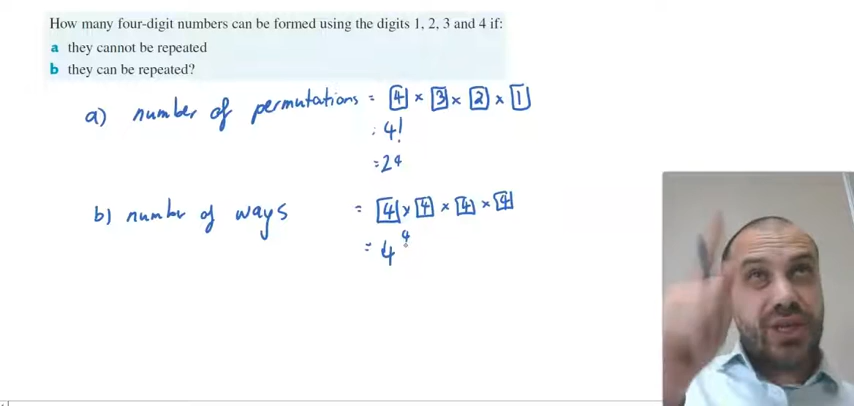 How many four-digit numbers can be formed using the digits 1, 2, 3 and 4 if:
a they cannot be repeated
b they can be repeated?
a) number of permutations = 4 × 3 × 2 × 1
= 4!
= 24
b) number of ways = 4 × 4 × 4 × 4
= 4⁴